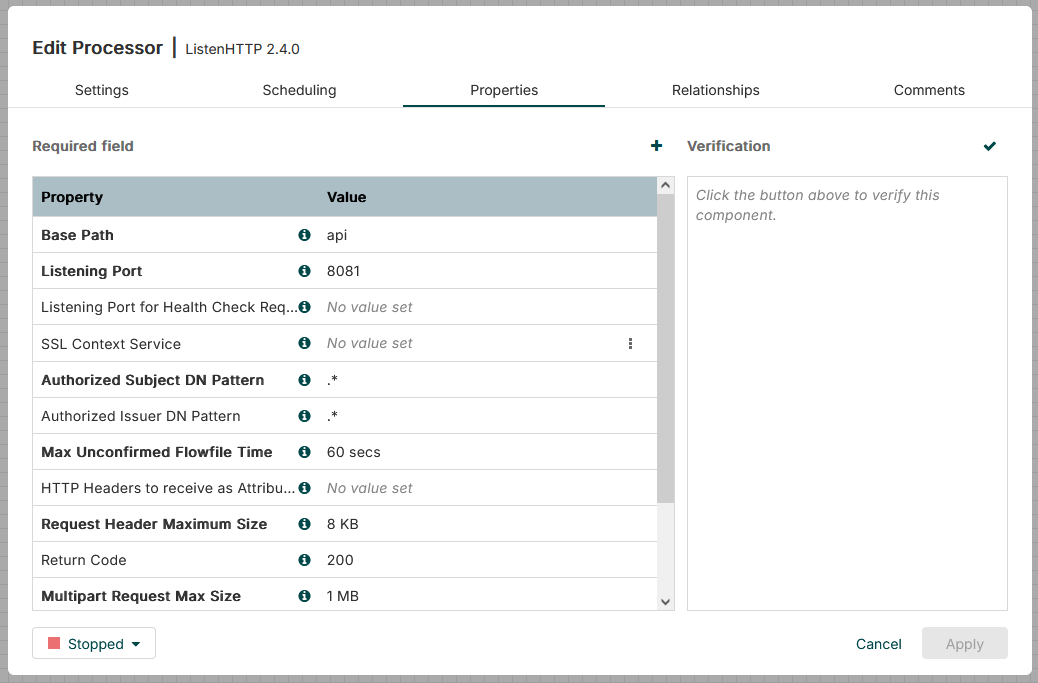 Edit Processor | ListenHTTP 2.4.0
Settings Scheduling Properties Relationships Comments
Required field
Verification
Property Value
Base Path api
Listening Port 8081
Listening Port for Health Check Req... No value set
SSL Context Service No value set
Authorized Subject DN Pattern .*
Authorized Issuer DN Pattern .*
Max Unconfirmed Flowfile Time 60 secs
HTTP Headers to receive as Attribu... No value set
Request Header Maximum Size 8 KB
Return Code 200
Multipart Request Max Size 1 MB
Click the button above to verify this
component.
Stopped
Cancel Apply